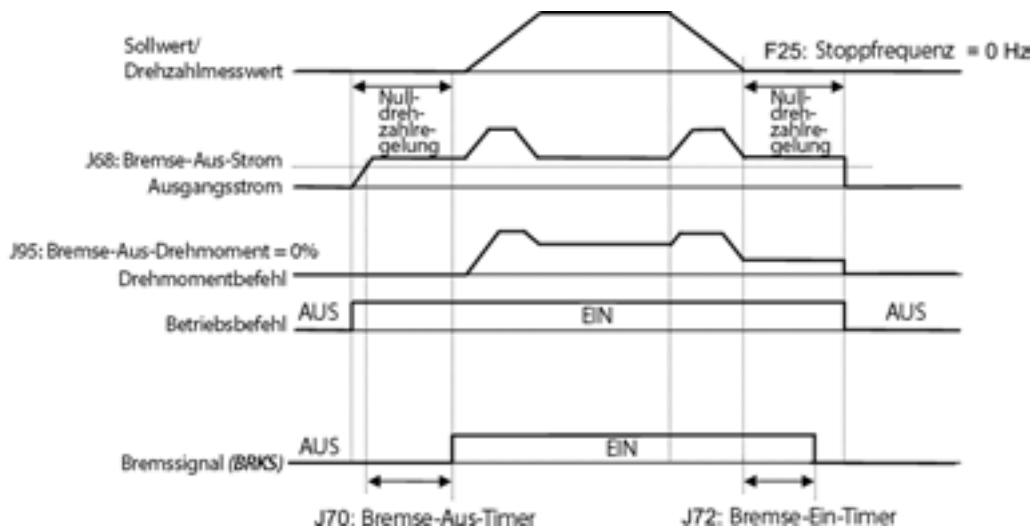 Sollwert/
Drehzahlmesswert
F25: Stoppfrequenz = 0 Hz
Null-
dreh-
zahlre-
gelung
Null-
dreh-
zahlre-
gelung
J68: Bremse-Aus-Strom
Ausgangsstrom
J95: Bremse-Aus-Drehmoment = 0%
Drehmomentbefehl
Betriebsbefehl
AUS
EIN
AUS
Bremssignal (BRKS)
AUS
EIN
J70: Bremse-Aus-Timer
J72: Bremse-Ein-Timer